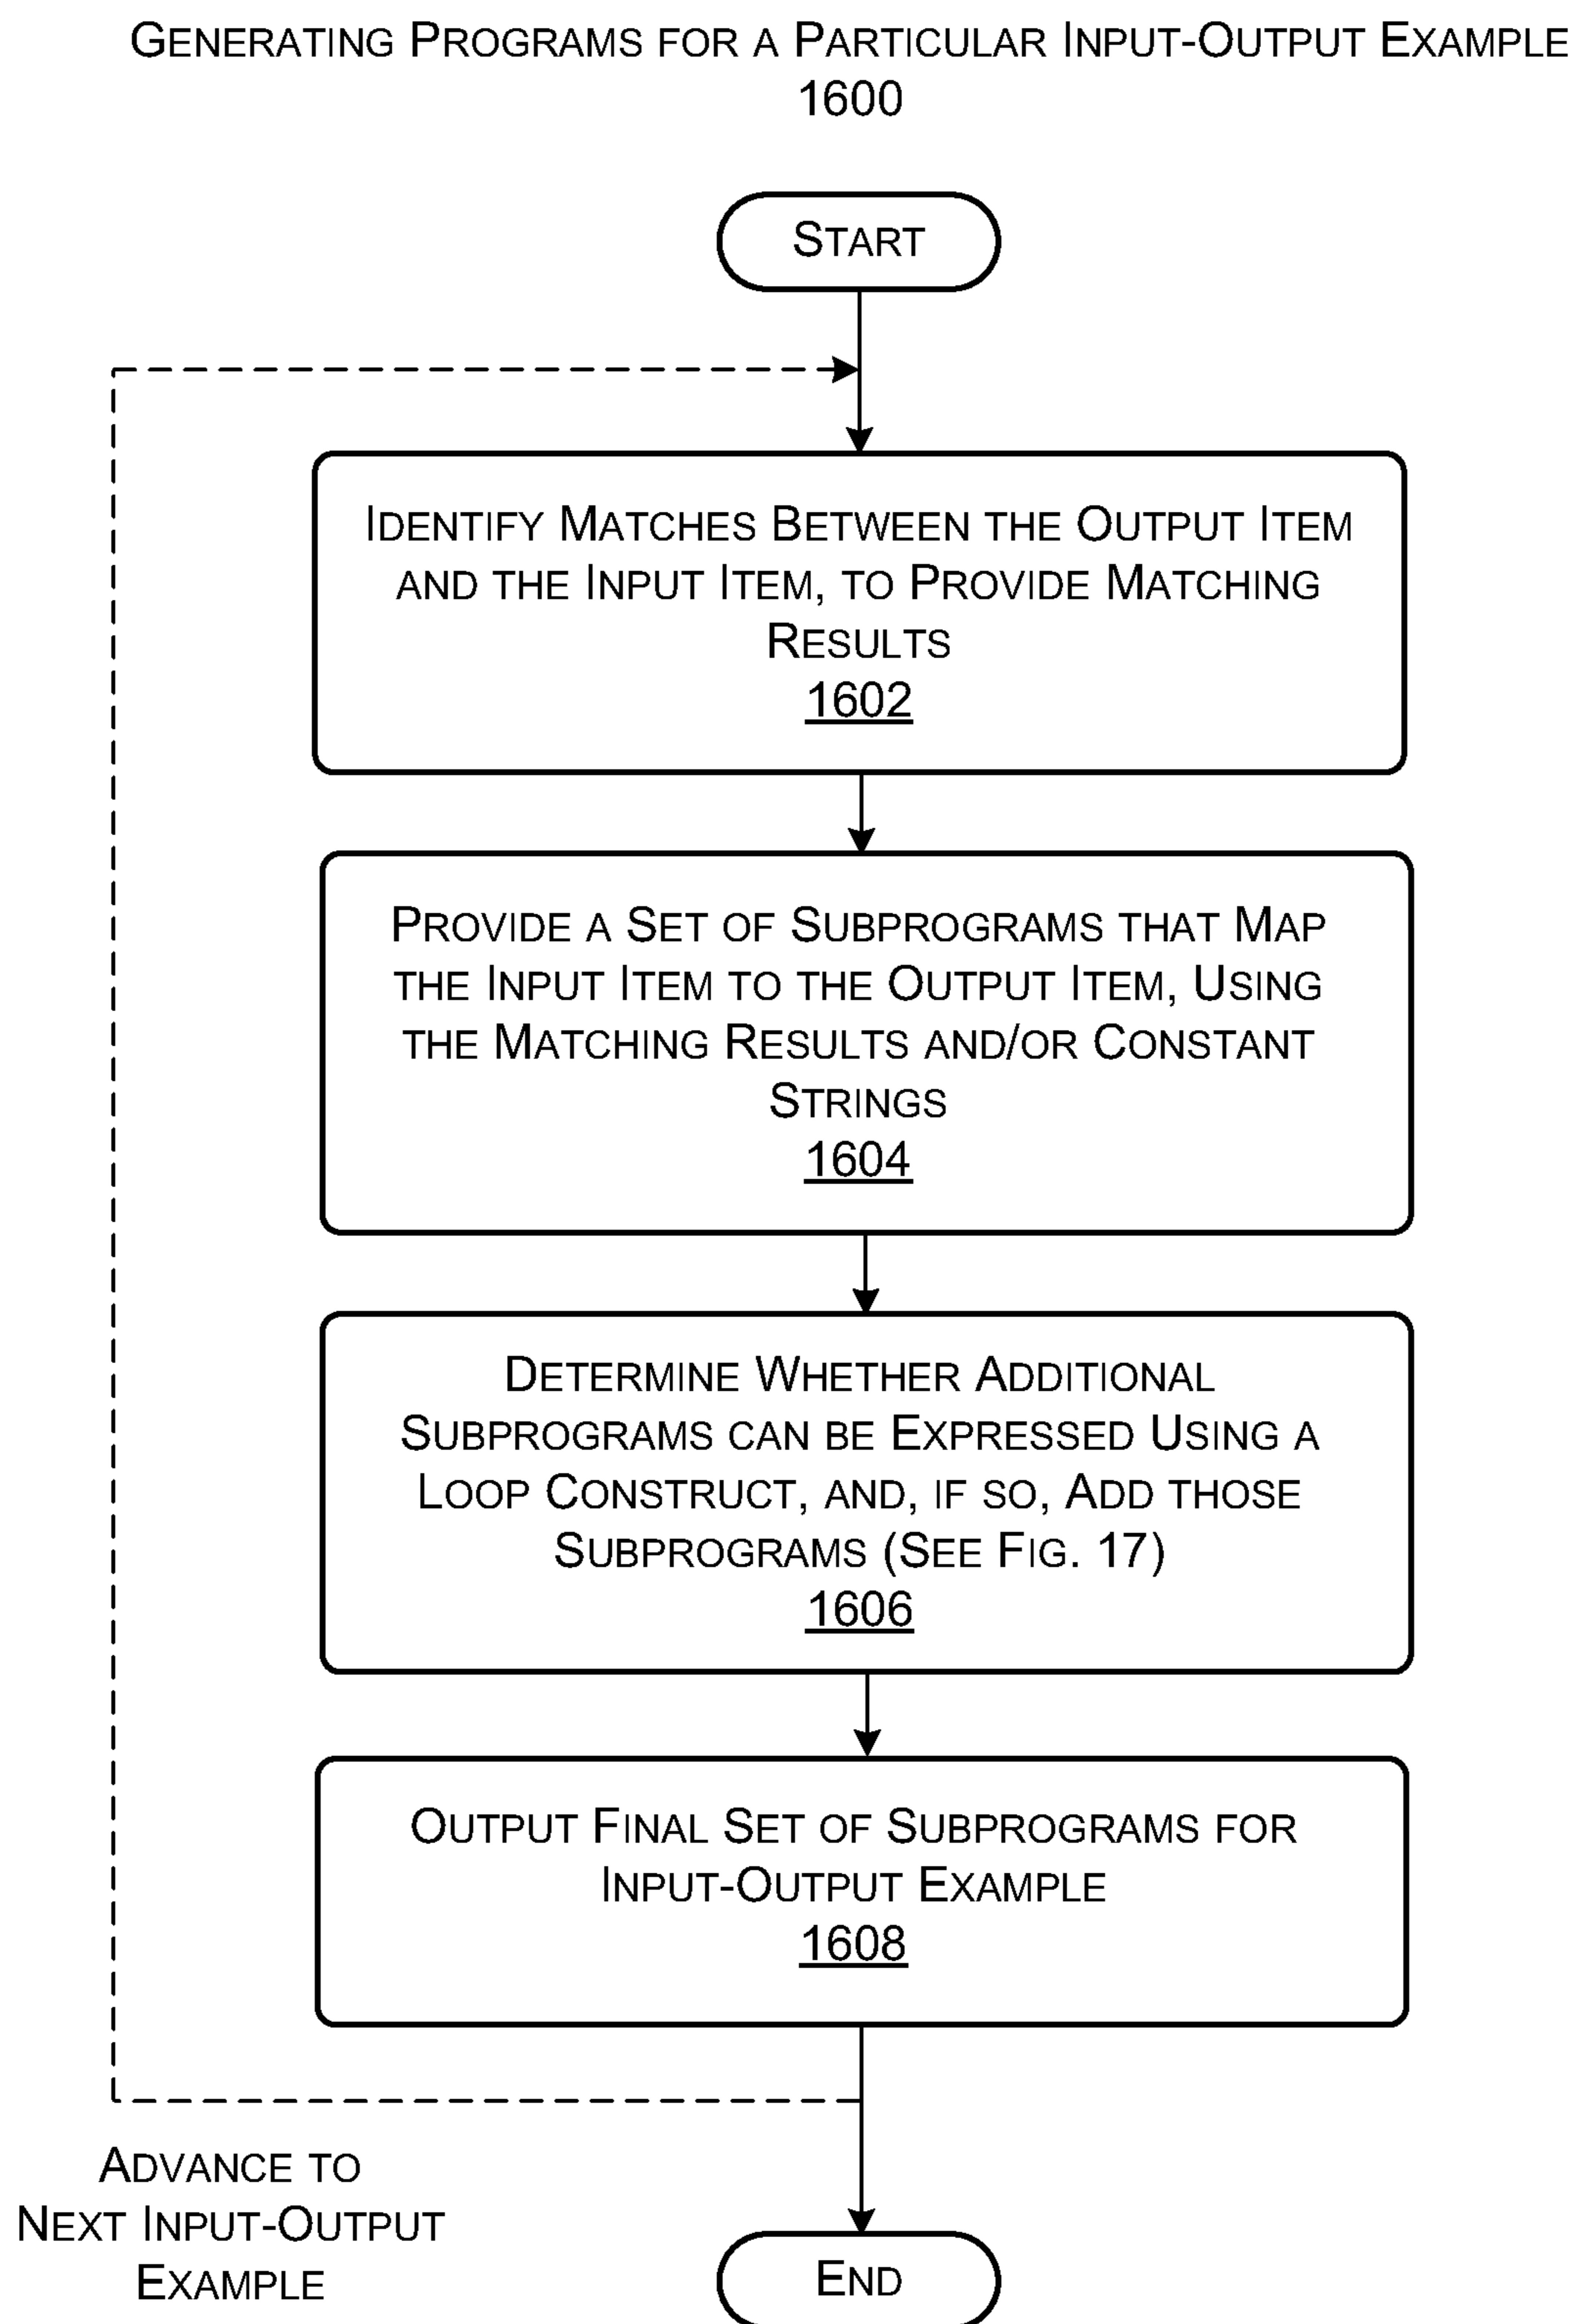 GENERATING PROGRAMS FOR A PARTICULAR INPUT-OUTPUT EXAMPLE
1600
START
IDENTIFY MATCHES BETWEEN THE OUTPUT ITEM
AND THE INPUT ITEM, TO PROVIDE MATCHING
RESULTS
1602
PROVIDE A SET OF SUBPROGRAMS THAT MAP
THE INPUT ITEM TO THE OUTPUT ITEM, USING
THE MATCHING RESULTS AND/OR CONSTANT
STRINGS
1604
DETERMINE WHETHER ADDITIONAL
SUBPROGRAMS CAN BE EXPRESSED USING A
LOOP CONSTRUCT, AND, IF SO, ADD THOSE
SUBPROGRAMS (SEE FIG. 17)
1606
OUTPUT FINAL SET OF SUBPROGRAMS FOR
INPUT-OUTPUT EXAMPLE
1608
ADVANCE TO
NEXT INPUT-OUTPUT
EXAMPLE
END